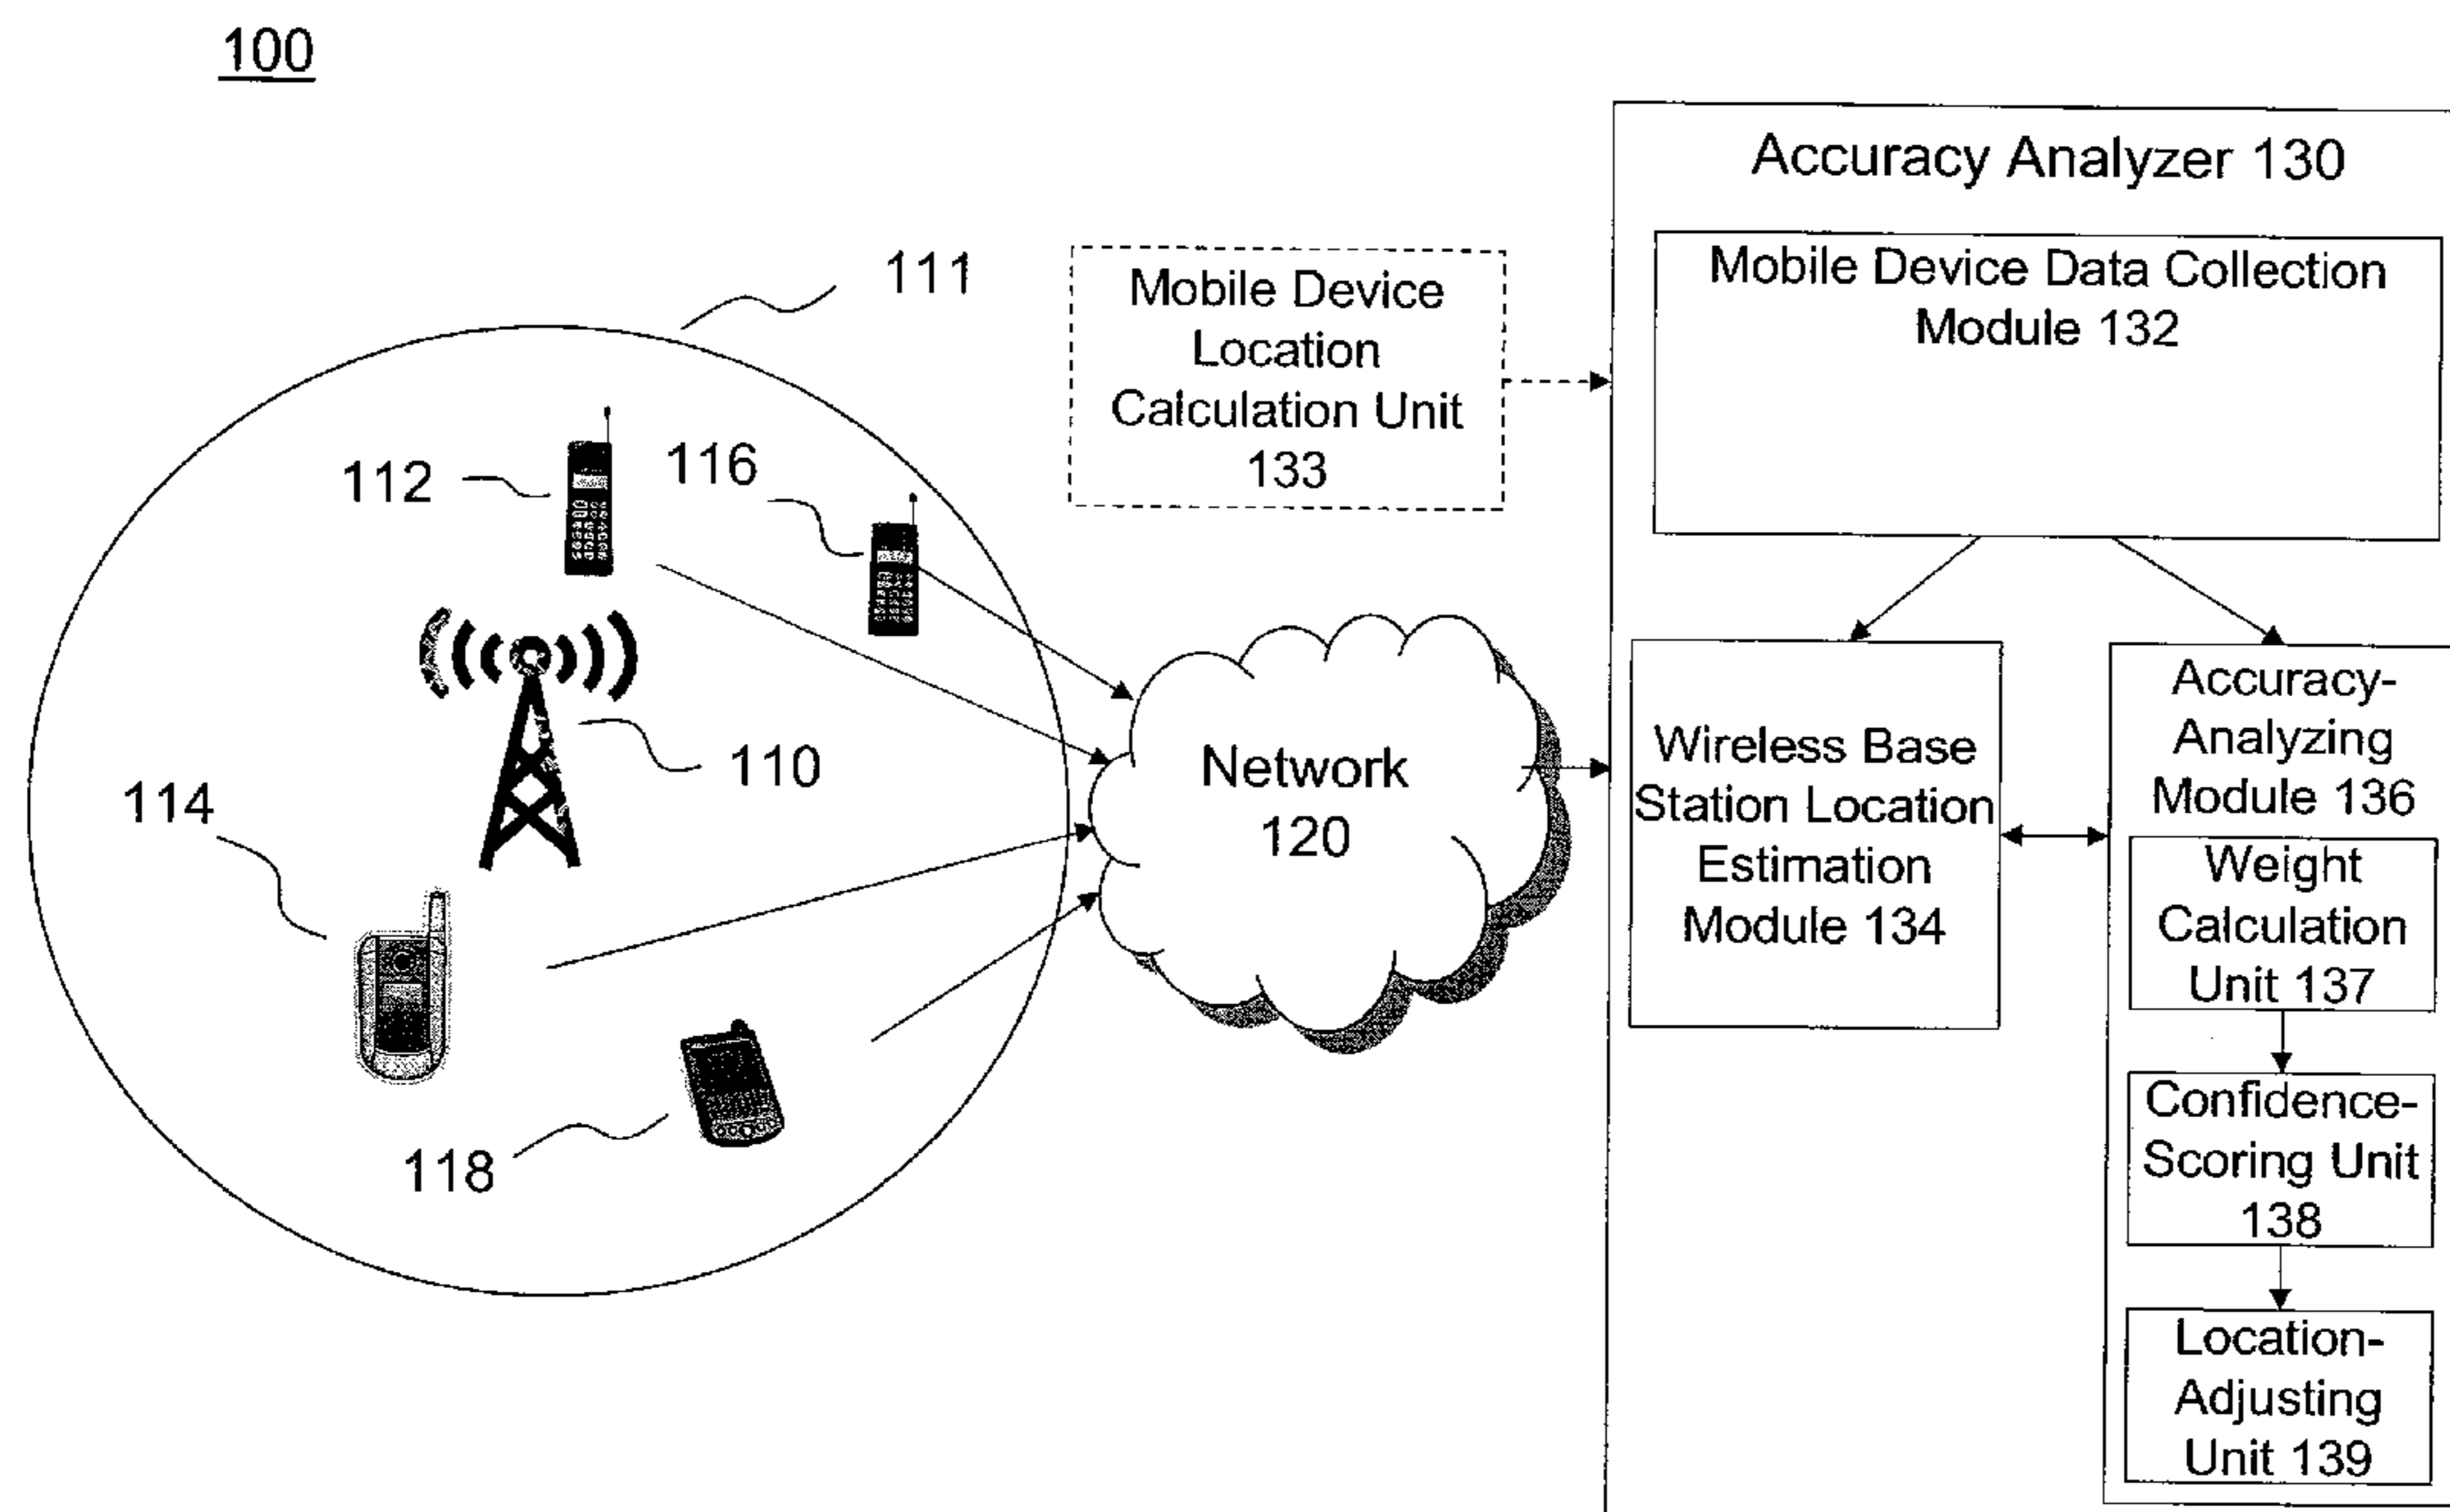 100
111
112
116
110
114
118
Mobile Device
Location
Calculation Unit
133
Network
120
Accuracy Analyzer 130
Mobile Device Data Collection
Module 132
Wireless Base
Station Location
Estimation
Module 134
Accuracy-
Analyzing
Module 136
Weight
Calculation
Unit 137
Confidence-
Scoring Unit
138
Location-
Adjusting
Unit 139